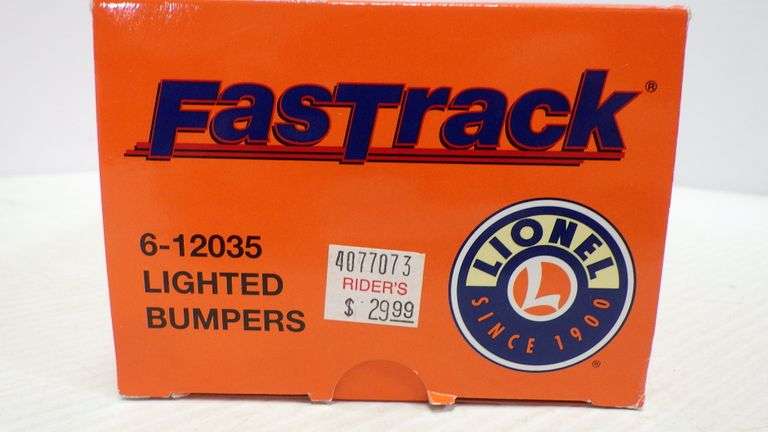 FasTrack®
6-12035
LIGHTED
BUMPERS
4077073
RIDER'S
$ 29.99
LIONEL
L
SINCE 1900
®